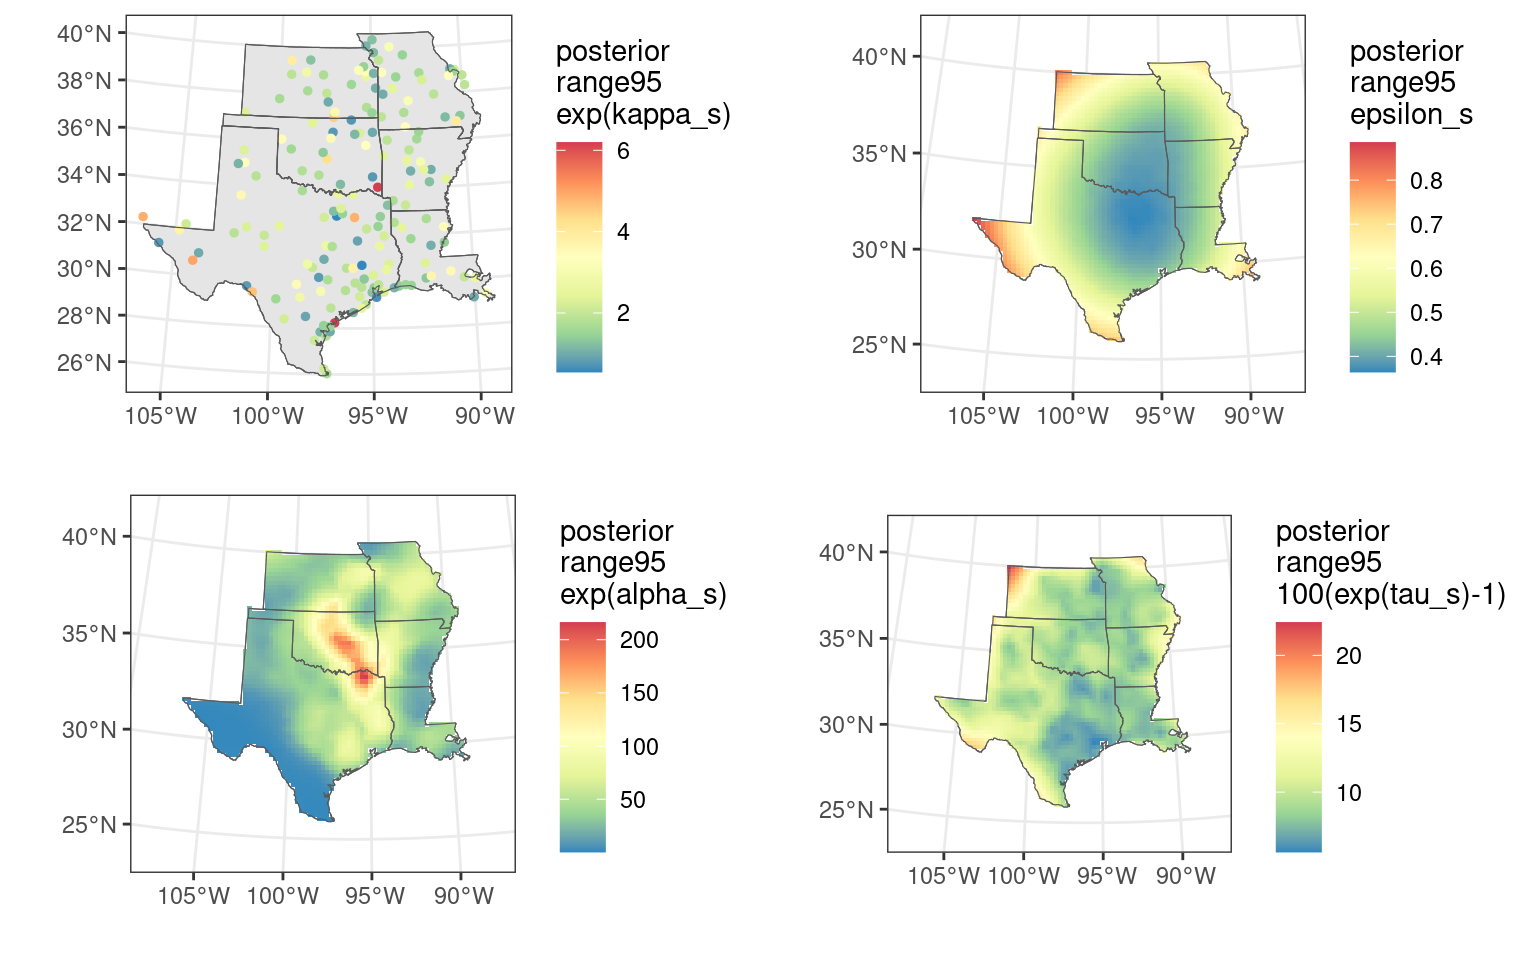 posterior
range95
exp(kappa_s)
6
4
2
40°N
38°N
36°N
34°N
32°N
30°N
28°N
26°N
105°W 100°W 95°W 90°W
posterior
range95
epsilon_s
0.8
0.7
0.6
0.5
0.4
40°N
35°N
30°N
25°N
105°W 100°W 95°W 90°W
posterior
range95
exp(alpha_s)
200
150
100
50
40°N
35°N
30°N
25°N
105°W 100°W 95°W 90°W
posterior
range95
100(exp(tau_s)-1)
20
15
10
40°N
35°N
30°N
25°N
105°W 100°W 95°W 90°W